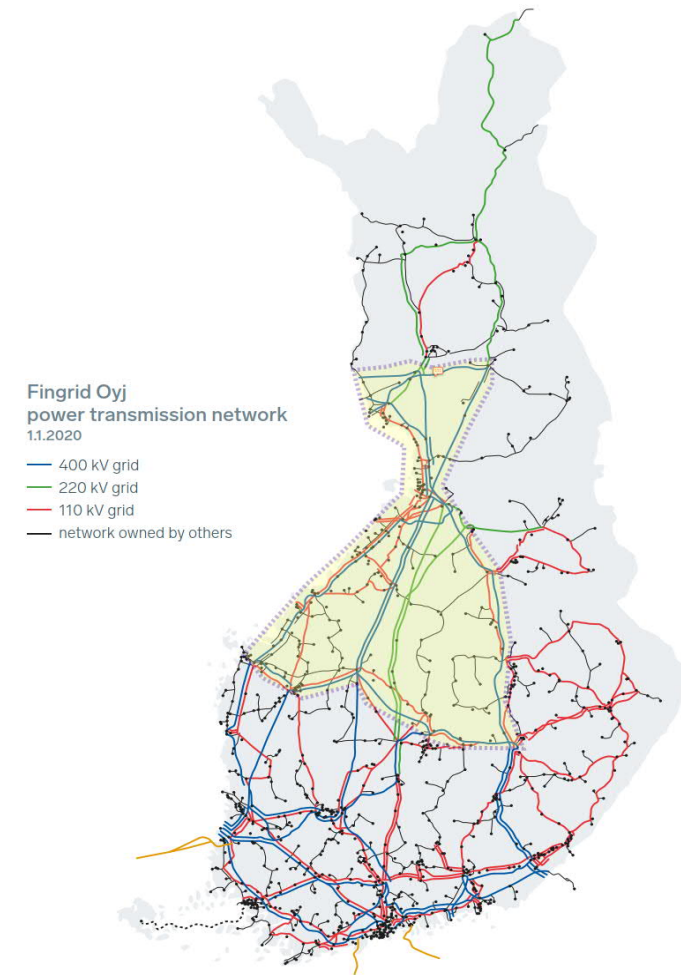 Fingrid Oyj
power transmission network
1.1.2020
400 kV grid
220 kV grid
110 kV grid
network owned by others